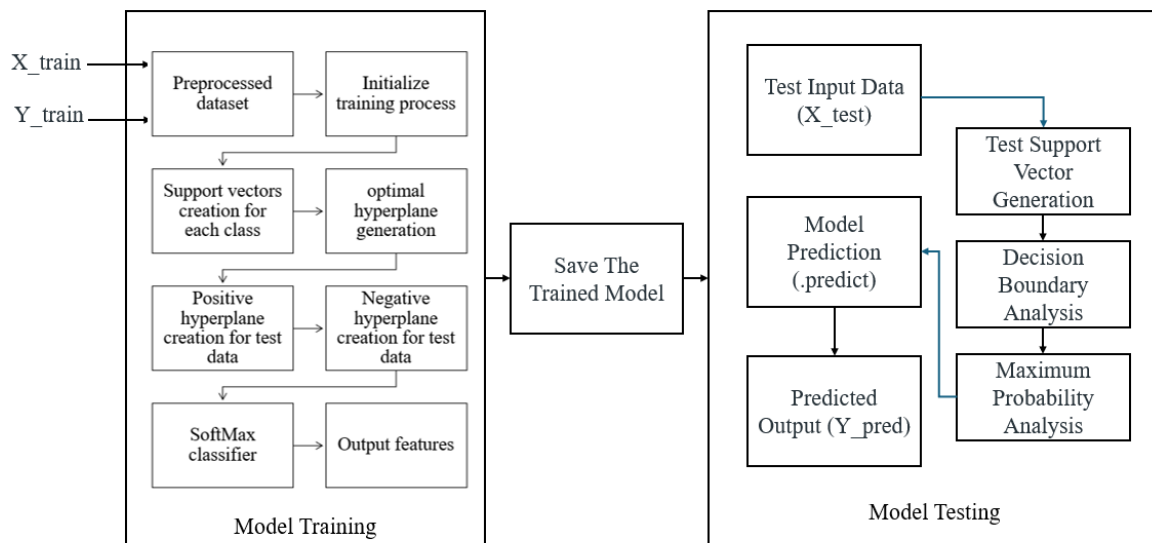 X_train
Y_train
Preprocessed
dataset
Initialize
training process
Support vectors
creation for
each class
optimal
hyperplane
generation
Positive
hyperplane
creation for test
data
Negative
hyperplane
creation for test
data
SoftMax
classifier
Output features
Model Training
Save The
Trained Model
Test Input Data
(X_test)
Test Support
Vector
Generation
Decision
Boundary
Analysis
Maximum
Probability
Analysis
Model
Prediction
(.predict)
Predicted
Output (Y_pred)
Model Testing